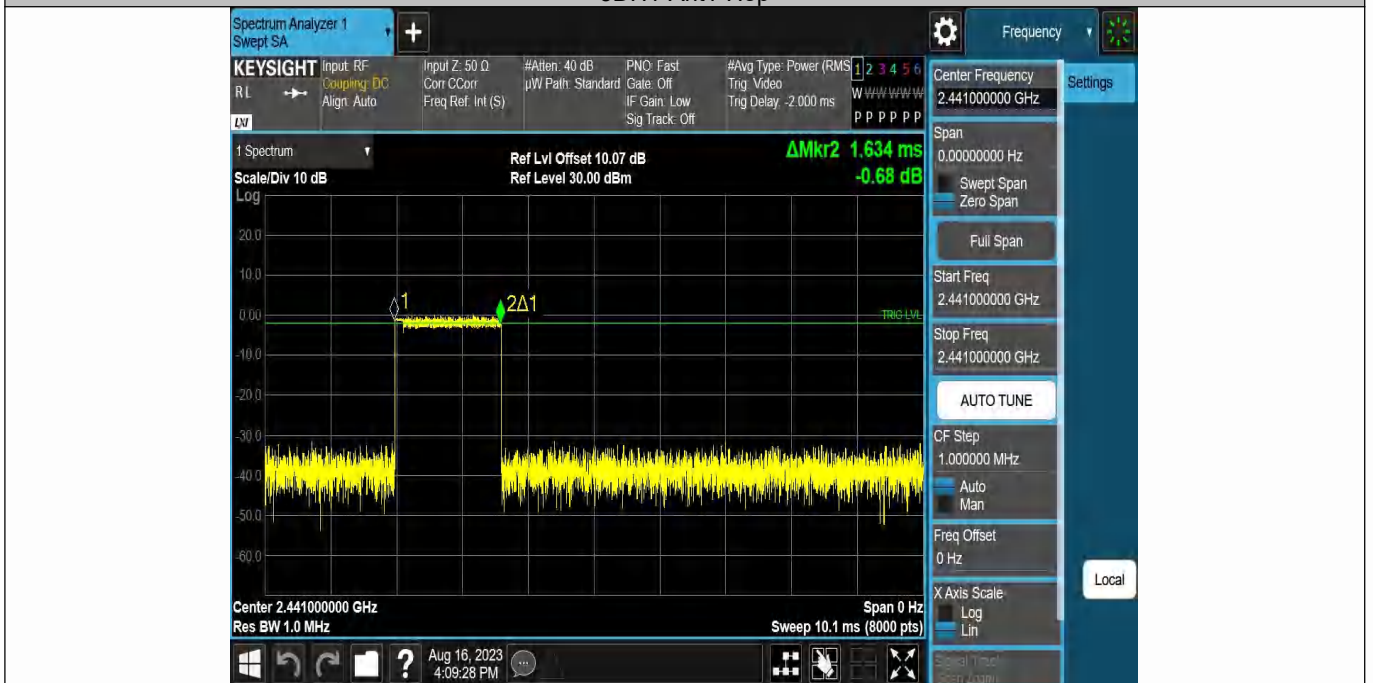 Spectrum Analyzer 1
Swept SA
+
Frequency
KEYSIGHT
RL
LXI
Input: RF
Coupling: DC
Align: Auto
Input Z: 50 Ω
Corr CCorr
Freq Ref: Int (S)
#Atten: 40 dB
µW Path: Standard
PNO: Fast
Gate: Off
IF Gain: Low
Sig Track: Off
#Avg Type: Power (RMS
Trig: Video
Trig Delay: -2.000 ms
1 2 3 4 5 6
W W W W W W
P P P P P P
1 Spectrum
Scale/Div 10 dB
Log
Ref Lvl Offset 10.07 dB
Ref Level 30.00 dBm
ΔMkr2 1.634 ms
-0.68 dB
20.0
10.0
0.00
-10.0
-20.0
-30.0
-40.0
-50.0
-60.0
1
2Δ1
TRIG LVL
Center 2.441000000 GHz
Res BW 1.0 MHz
Span 0 Hz
Sweep 10.1 ms (8000 pts)
Center Frequency
2.441000000 GHz
Settings
Span
0.00000000 Hz
Swept Span
Zero Span
Full Span
Start Freq
2.441000000 GHz
Stop Freq
2.441000000 GHz
AUTO TUNE
CF Step
1.000000 MHz
Auto
Man
Freq Offset
0 Hz
X Axis Scale
Log
Lin
Local
?
Aug 16, 2023
4:09:28 PM